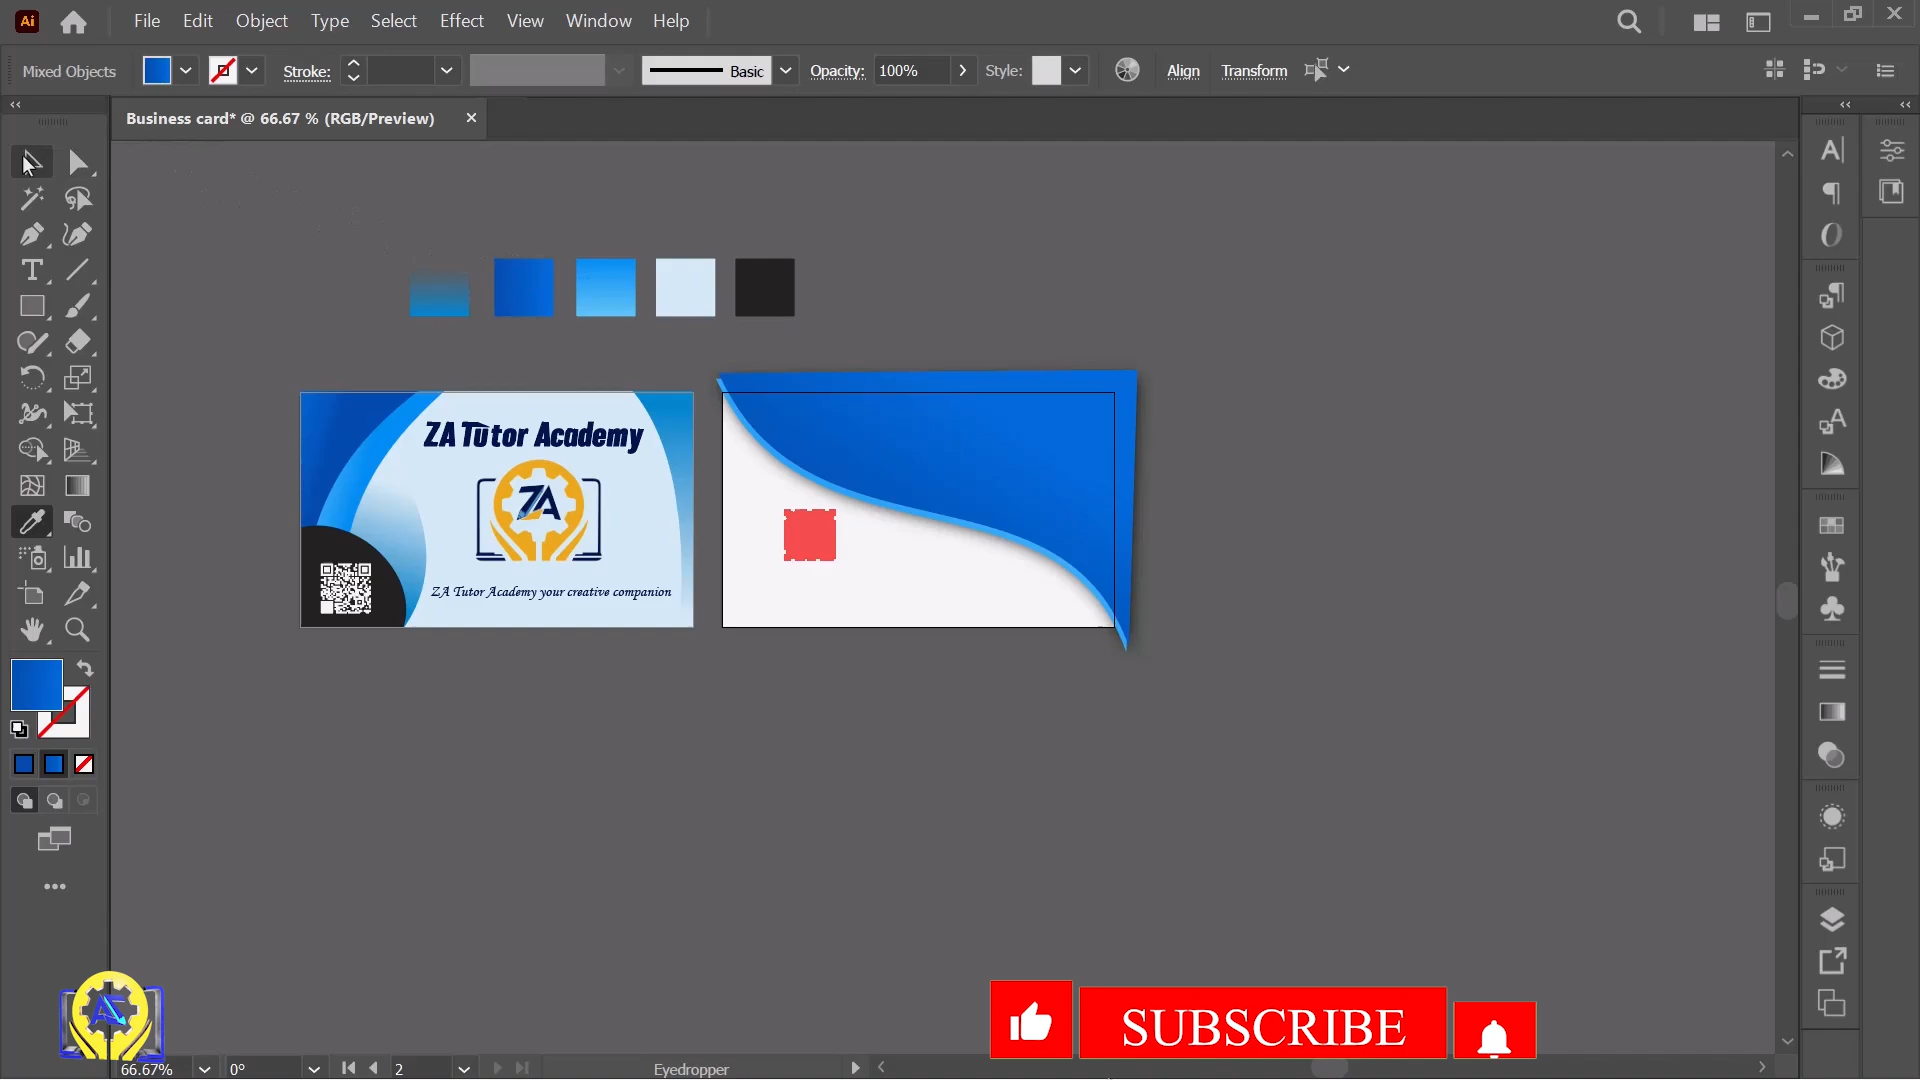 Ai File Edit Object Type Select Effect View Window Help
Mixed Objects Stroke: Basic Opacity: 100% Style: Align Transform
Business card* @ 66.67 % (RGB/Preview)
ZA Tutor Academy
ZA
ZA Tutor Academy your creative companion
SUBSCRIBE
66.67% 0° 2 Eyedropper